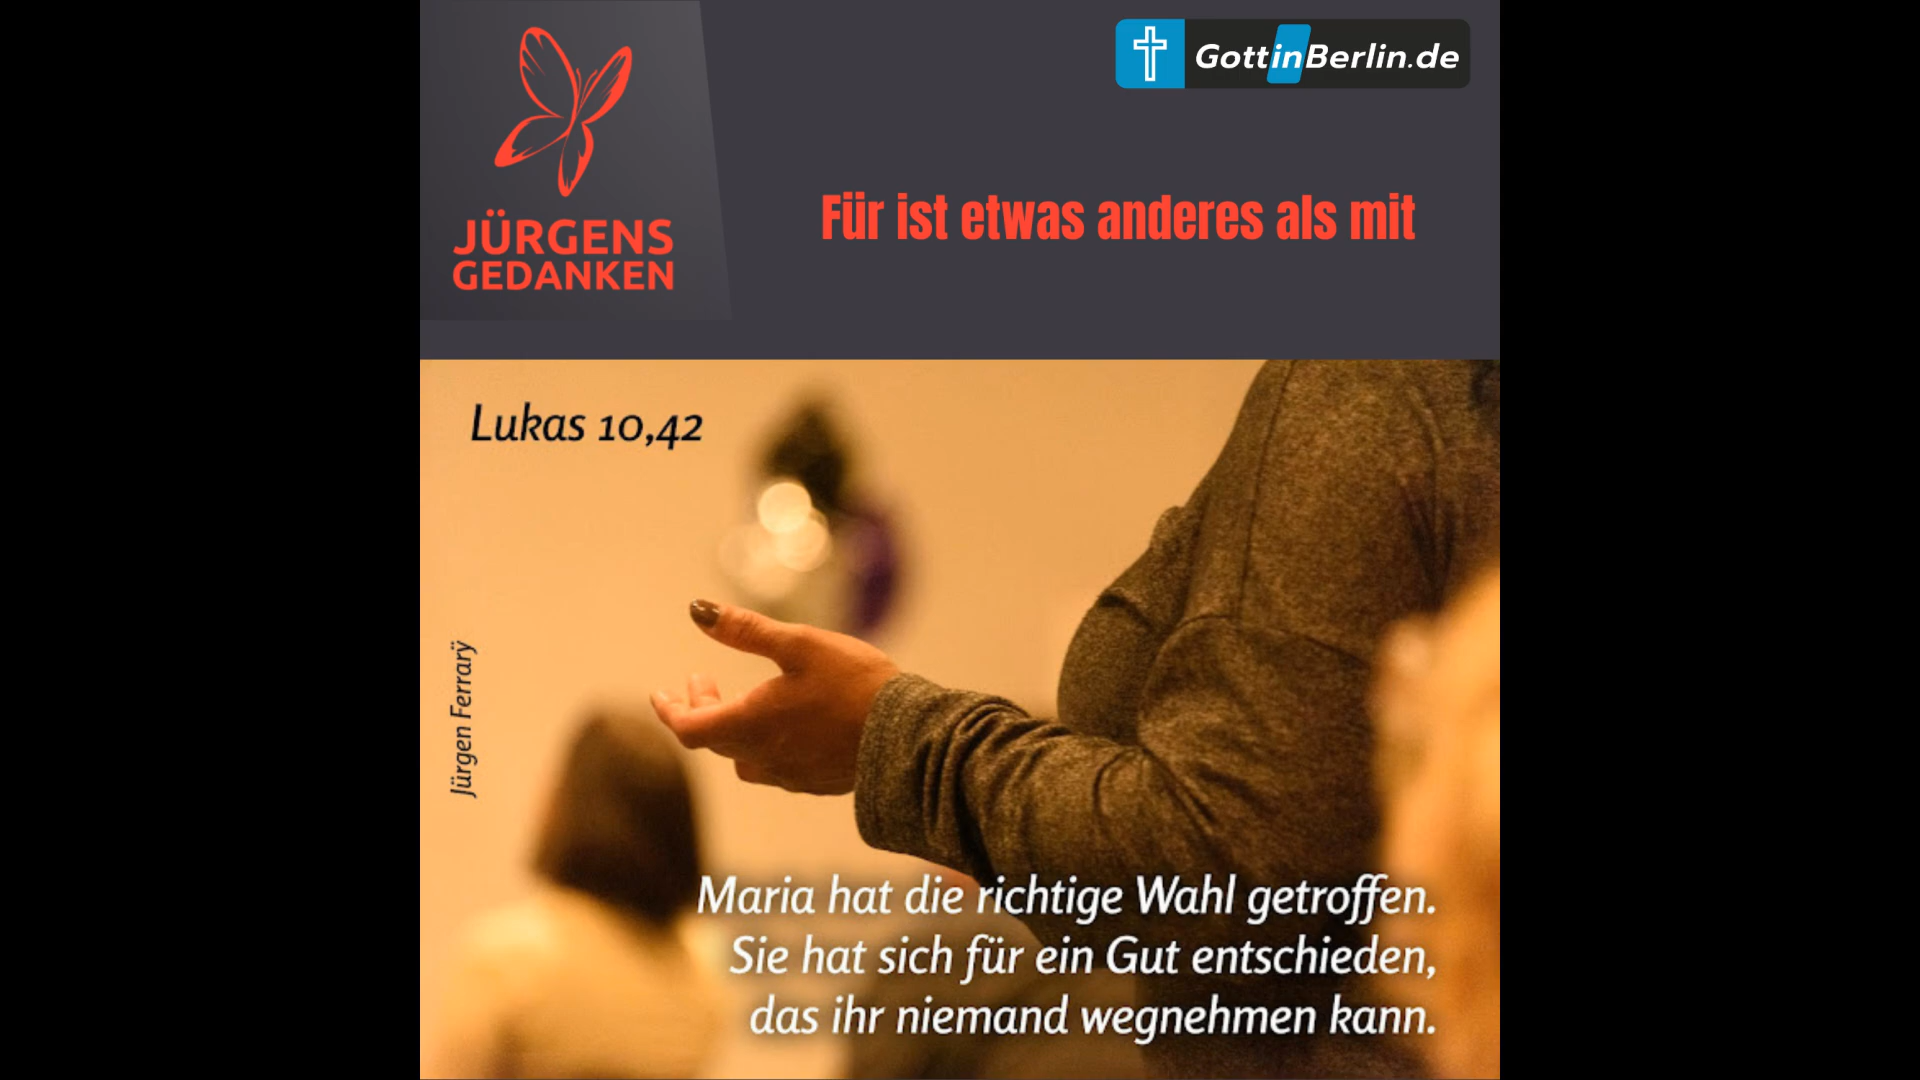 GottinBerlin.de
JÜRGENS
GEDANKEN
Für ist etwas anderes als mit
Lukas 10,42
Jürgen Ferraÿ
Maria hat die richtige Wahl getroffen.
Sie hat sich für ein Gut entschieden,
das ihr niemand wegnehmen kann.